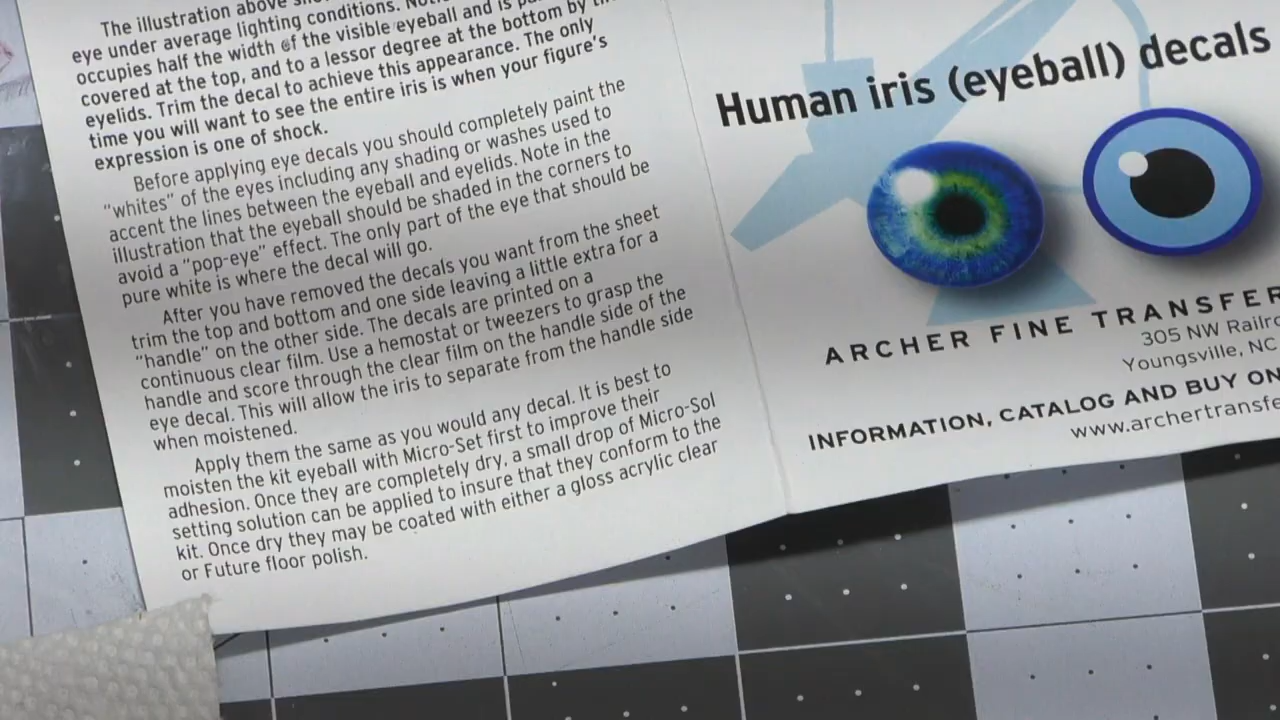 The illustration above
eye under average lighting conditions.
occupies half the width of the visible eyeball and is
covered at the top, and to a lessor degree at the bottom by
eyelids. Trim the decal to achieve this appearance. The only
time you will want to see the entire iris is when your figure's
expression is one of shock.
Before applying eye decals you should completely paint the
"whites" of the eyes including any shading or washes used to
accent the lines between the eyeball and eyelids. Note in the
illustration that the eyeball should be shaded in the corners to
avoid a "pop-eye" effect. The only part of the eye that should be
pure white is where the decal will go.
After you have removed the decals you want from the sheet
trim the top and bottom and one side leaving a little extra for a
"handle" on the other side. The decals are printed on a
continuous clear film. Use a hemostat or tweezers to grasp the
handle and score through the clear film on the handle side of the
eye decal. This will allow the iris to separate from the handle side
when moistened.
Apply them the same as you would any decal. It is best to
moisten the kit eyeball with Micro-Set first to improve their
adhesion. Once they are completely dry, a small drop of Micro-Sol
setting solution can be applied to insure that they conform to the
kit. Once dry they may be coated with either a gloss acrylic clear
or Future floor polish.
Human iris (eyeball) decals
ARCHER FINE TRANSFER
305 NW Railro
Youngsville, NC
INFORMATION, CATALOG AND BUY ON
www.archertransfe